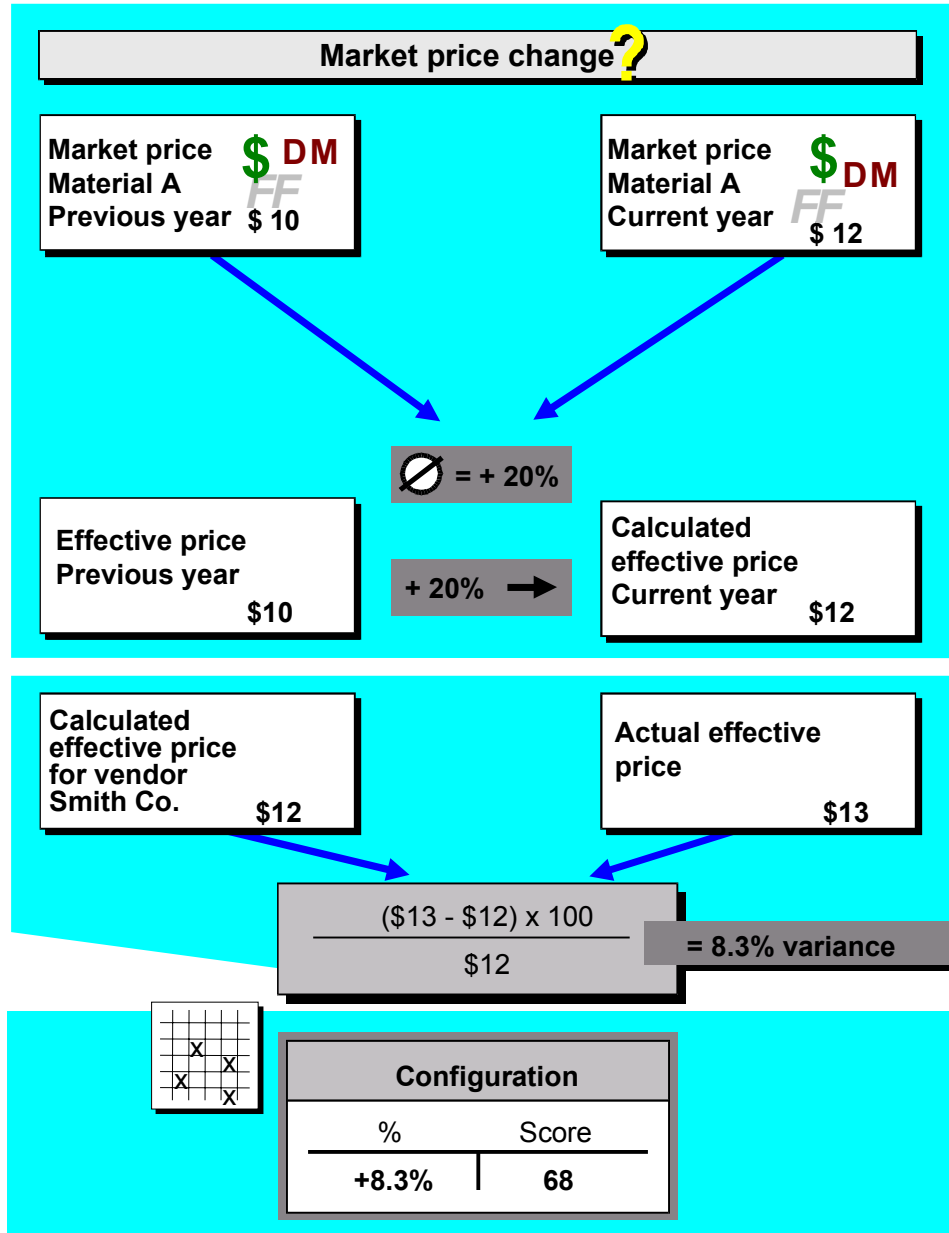 Market price change?
Market price
Material A
Previous year
$ DM
FF
$ 10
Market price
Material A
Current year
$
DM
FF
$ 12
Ø = + 20%
Effective price
Previous year
$10
+ 20%
Calculated
effective price
Current year
$12
Calculated
effective price
for vendor
Smith Co.
$12
Actual effective
price
$13
($13 - $12) x 100
$12
= 8.3% variance
X
X
X
X
Configuration
% Score
+8.3% 68